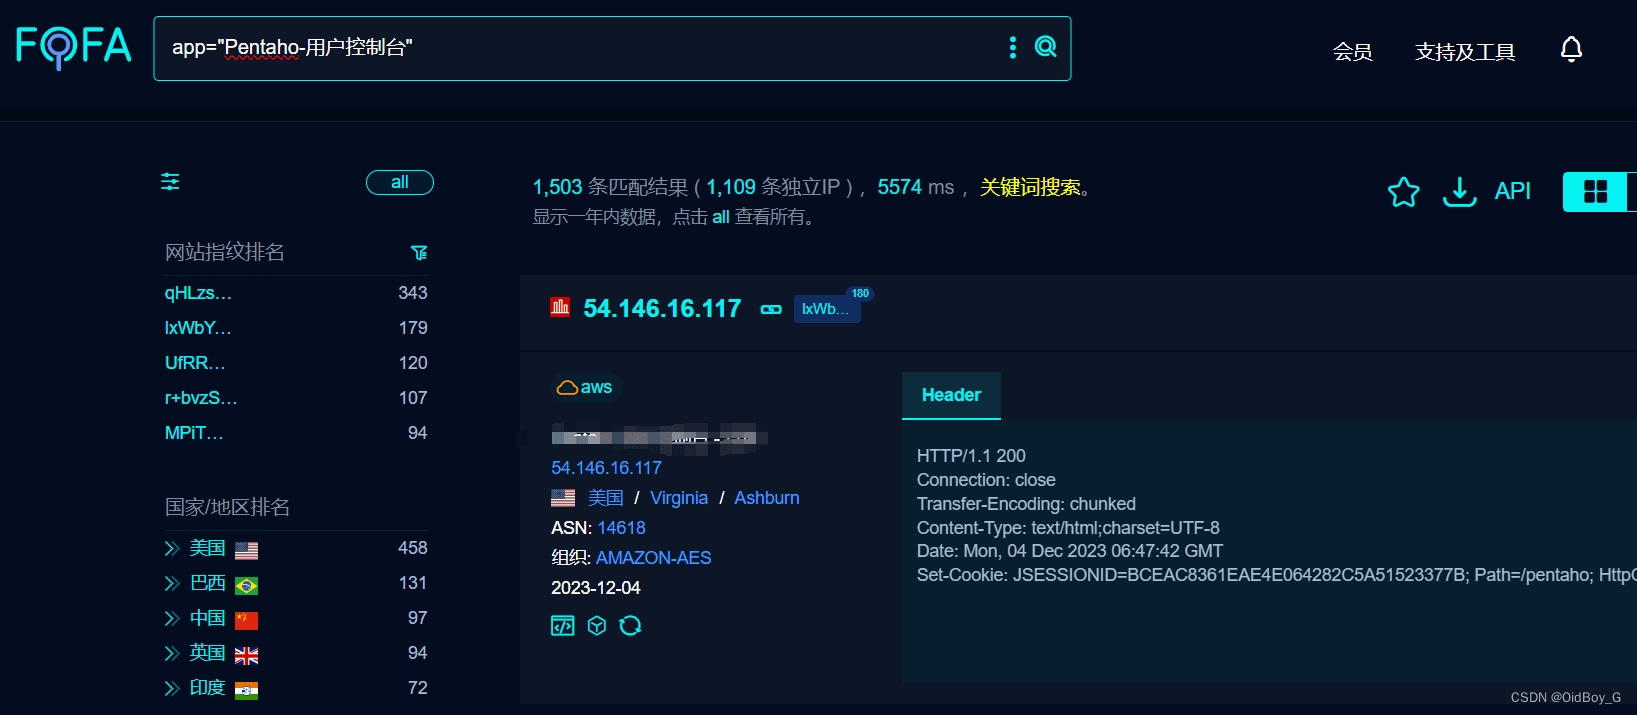 FOFA
app="Pentaho-用户控制台"
会员
支持及工具
all
1,503 条匹配结果 ( 1,109 条独立IP ) , 5574 ms , 关键词搜索。
显示一年内数据，点击 all 查看所有。
API
网站指纹排名
qHLzs... 343
IxWbY... 179
UfRR... 120
r+bvzS... 107
MPiT... 94
国家/地区排名
美国 458
巴西 131
中国 97
英国 94
印度 72
54.146.16.117
IxWb...
180
aws
54.146.16.117
美国 / Virginia / Ashburn
ASN: 14618
组织: AMAZON-AES
2023-12-04
Header
HTTP/1.1 200
Connection: close
Transfer-Encoding: chunked
Content-Type: text/html;charset=UTF-8
Date: Mon, 04 Dec 2023 06:47:42 GMT
Set-Cookie: JSESSIONID=BCEAC8361EAE4E064282C5A51523377B; Path=/pentaho; Http
CSDN @OidBoy_G